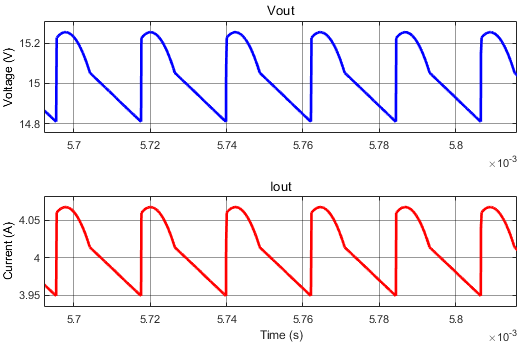 Vout
Voltage (V)
15.2
15
14.8
5.7 5.72 5.74 5.76 5.78 5.8
×10-3
Iout
Current (A)
4.05
4
3.95
5.7 5.72 5.74 5.76 5.78 5.8
Time (s)
×10-3